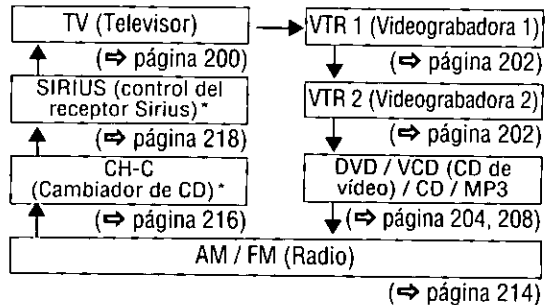 TV (Televisor)
(⇨ página 200)
SIRIUS (control del
receptor Sirius)*
(⇨ página 218)
CH-C
(Cambiador de CD)*
(⇨ página 216)
VTR 1 (Videograbadora 1)
(⇨ página 202)
VTR 2 (Videograbadora 2)
(⇨ página 202)
DVD / VCD (CD de
vídeo) / CD / MP3
(⇨ página 204, 208)
AM / FM (Radio)
(⇨ página 214)